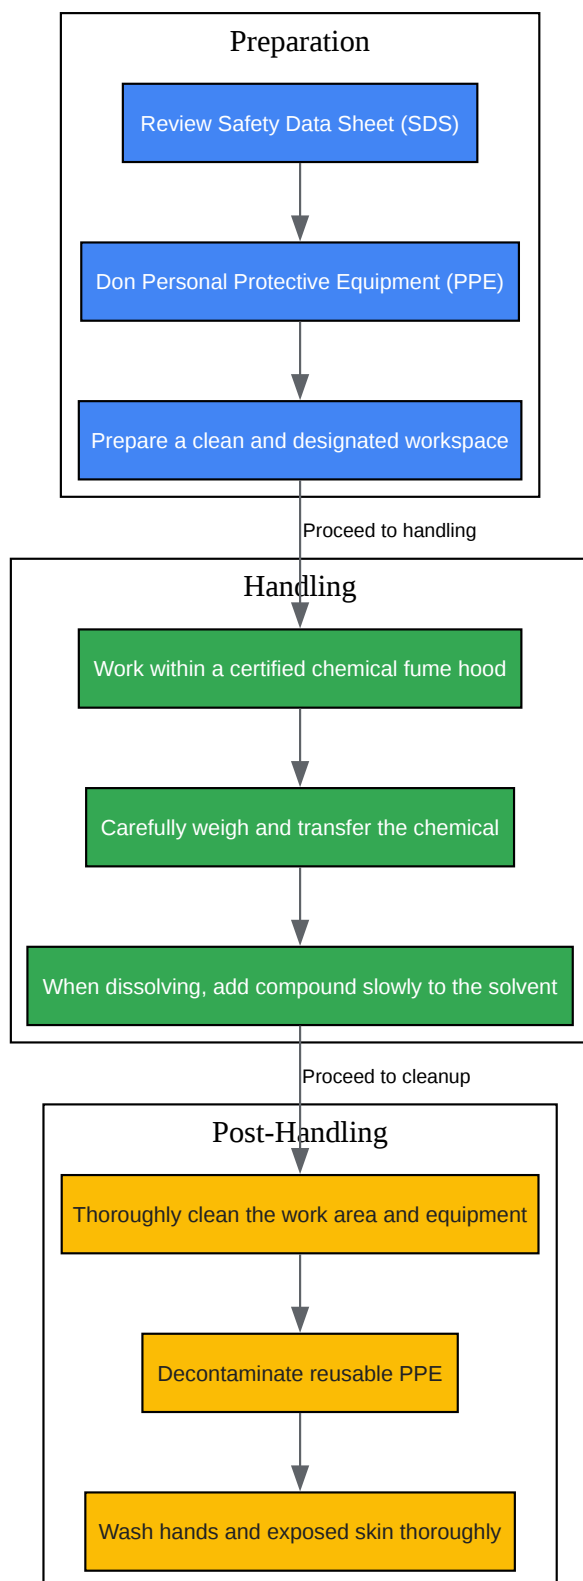 Preparation
Review Safety Data Sheet (SDS)
Don Personal Protective Equipment (PPE)
Prepare a clean and designated workspace
Proceed to handling
Handling
Work within a certified chemical fume hood
Carefully weigh and transfer the chemical
When dissolving, add compound slowly to the solvent
Proceed to cleanup
Post-Handling
Thoroughly clean the work area and equipment
Decontaminate reusable PPE
Wash hands and exposed skin thoroughly